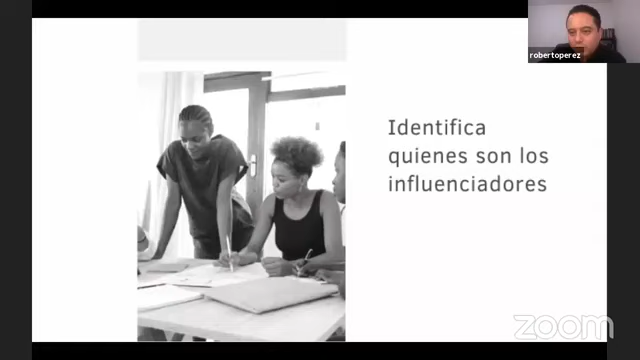 robertoperez
Identifica
quienes son los
influenciadores
zoom